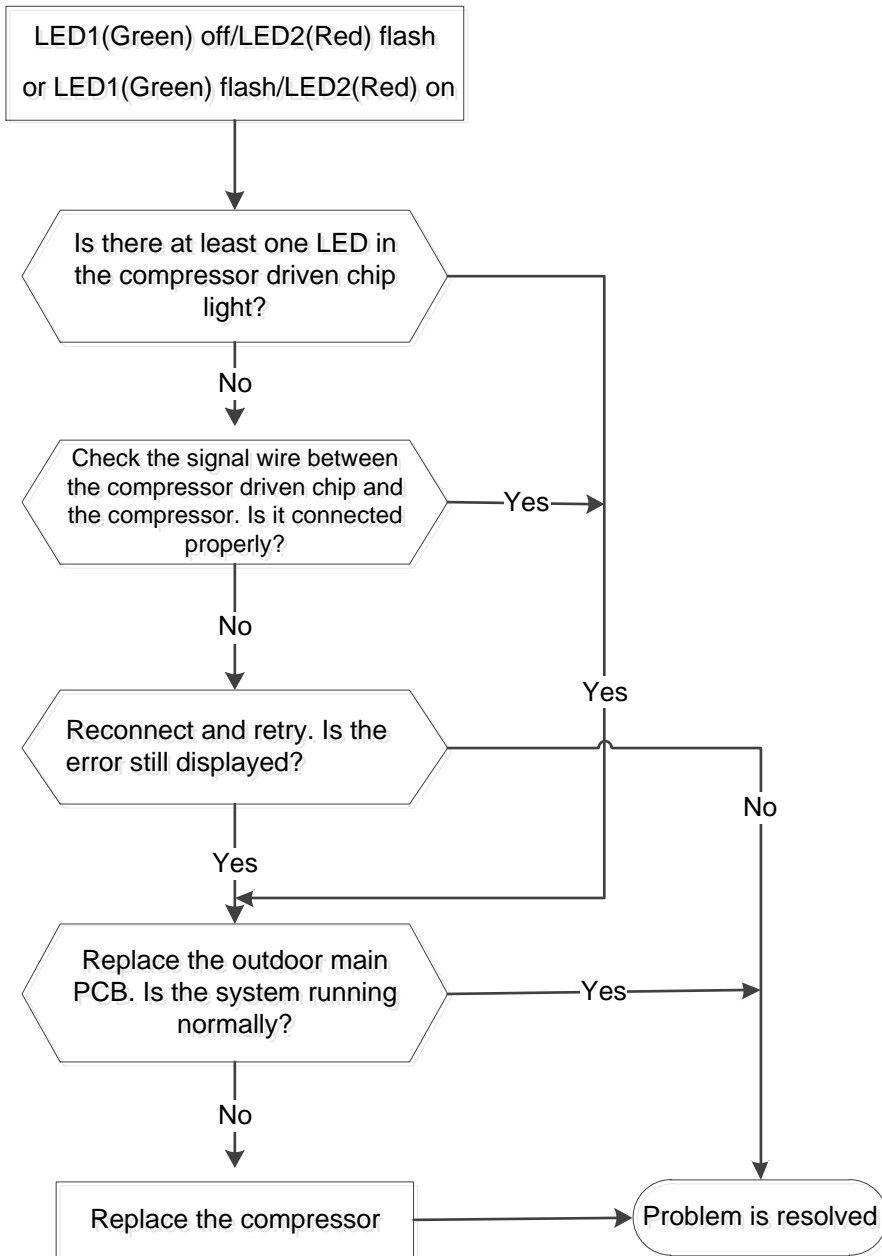 LED1(Green) off/LED2(Red) flash
or LED1(Green) flash/LED2(Red) on
Is there at least one LED in
the compressor driven chip
light?
No
Check the signal wire between
the compressor driven chip and
the compressor. Is it connected
properly?
Yes
No
Yes
Reconnect and retry. Is the
error still displayed?
No
Yes
Replace the outdoor main
PCB. Is the system running
normally?
Yes
No
Replace the compressor
Problem is resolved